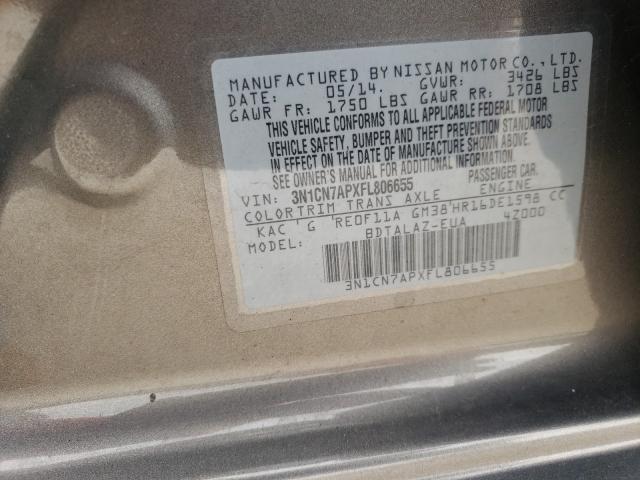 MANUFACTURED BY NISSAN MOTOR CO., LTD.
DATE: 05/14. GVWR: 3426 LBS
GAWR FR: 1750 LBS GAWR RR: 1708 LBS
THIS VEHICLE CONFORMS TO ALL APPLICABLE FEDERAL MOTOR
VEHICLE SAFETY, BUMPER AND THEFT PREVENTION STANDARDS
IN EFFECT ON THE DATE OF MANUFACTURE SHOWN ABOVE.
SEE OWNER'S MANUAL FOR ADDITIONAL INFORMATION.
VIN: 3N1CN7APXFL806655 PASSENGER CAR.
COLOR TRIM TRANS AXLE ENGINE
KAC 'G 'RE0F11A GM38'HR16DE1598 CC
MODEL: BDTALAZ-EUA 4Z000
3N1CN7APXFL806655